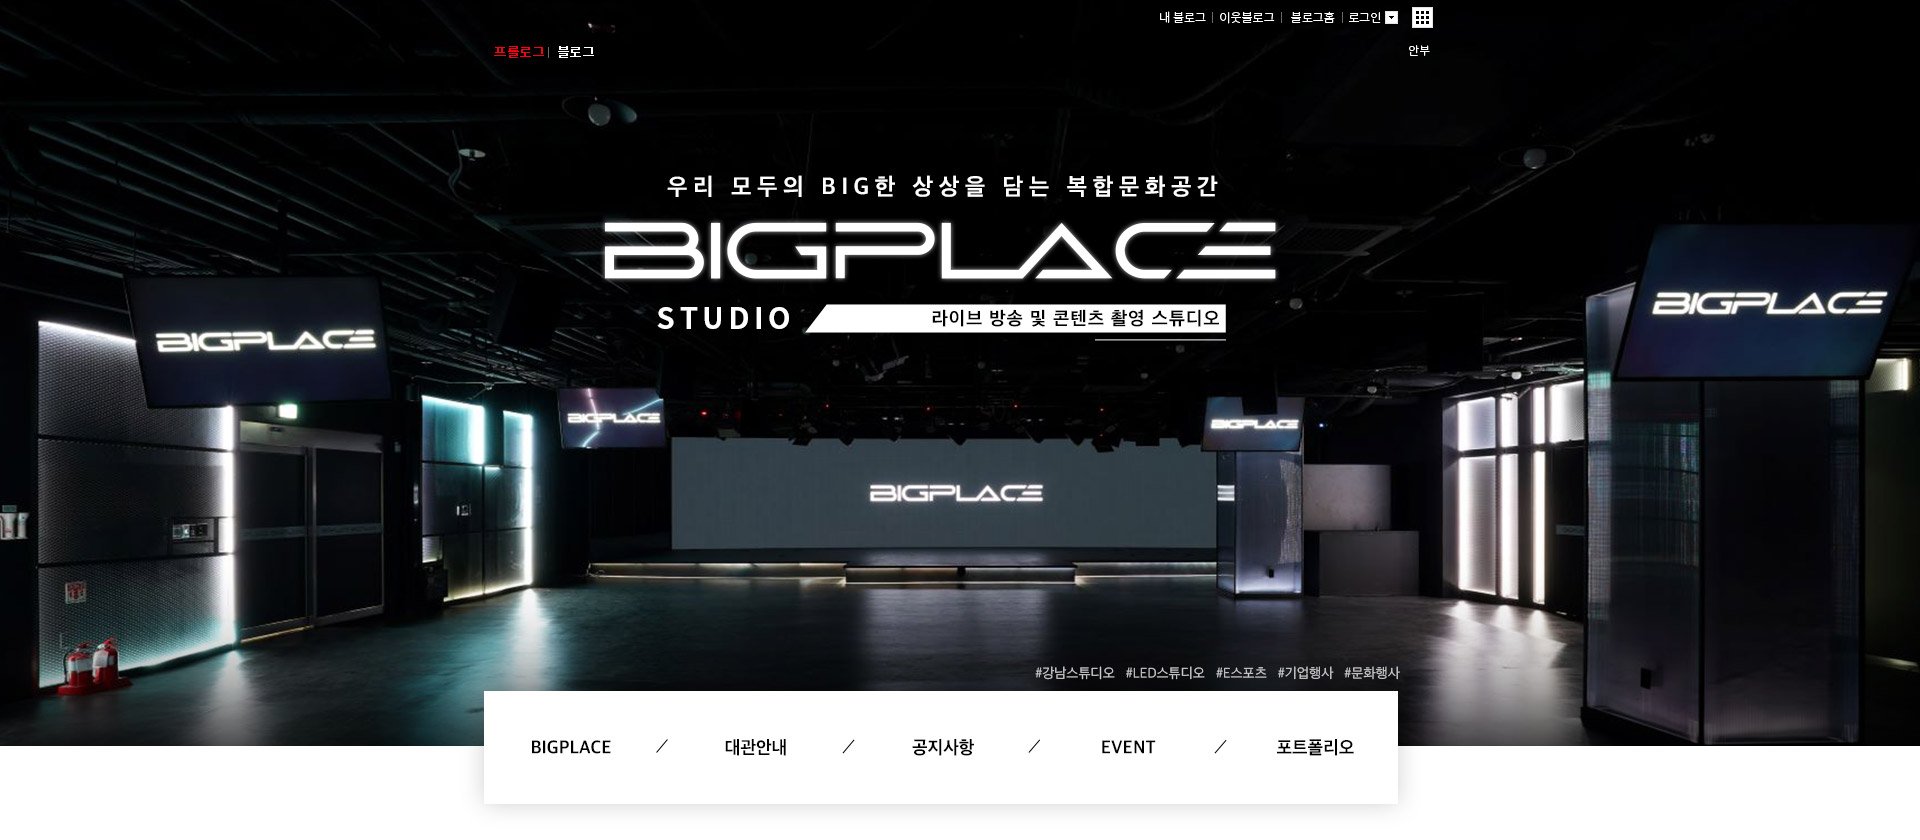 내 블로그 이웃블로그 블로그홈 로그인
프롤로그 블로그
안부
우리 모두의 BIG한 상상을 담는 복합문화공간
BIGPLACE
STUDIO 라이브 방송 및 콘텐츠 촬영 스튜디오
BIGPLACE
BIGPLACE
BIGPLACE
BIGPLACE
BIGPLACE
#강남스튜디오 #LED스튜디오 #E스포츠 #기업행사 #문화행사
BIGPLACE / 대관안내 / 공지사항 / EVENT / 포트폴리오